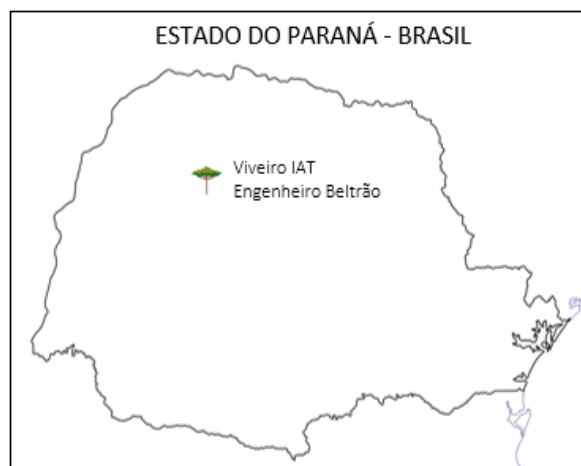 ESTADO DO PARANÁ - BRASIL
Viveiro IAT
Engenheiro Beltrão